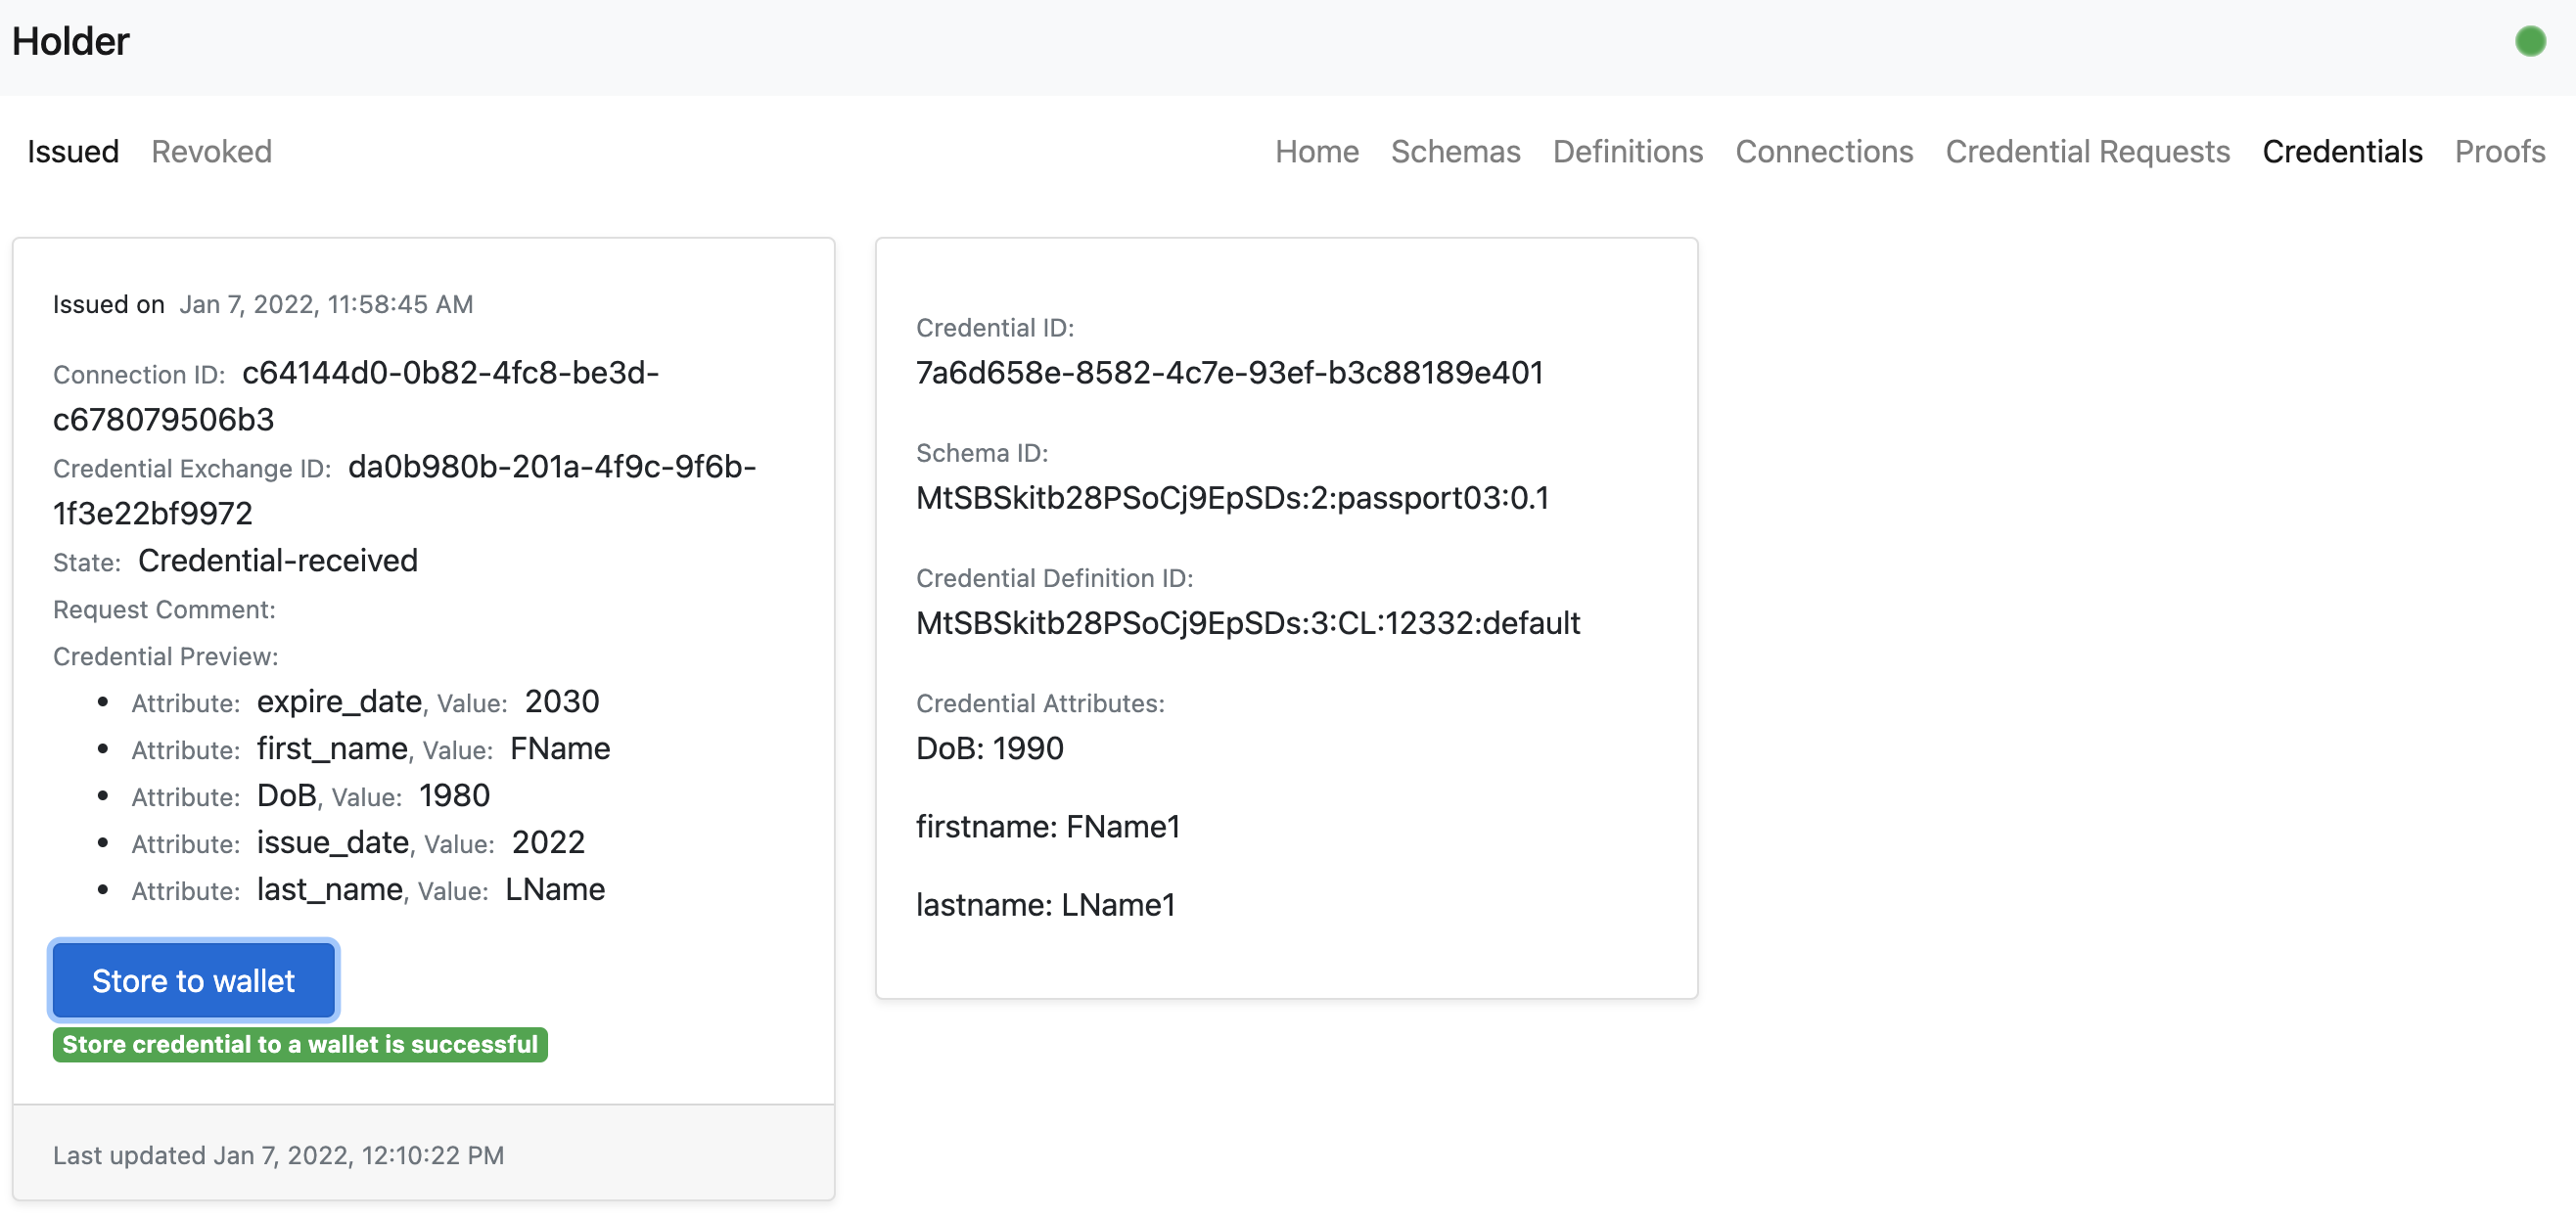 Holder
Issued Revoked Home Schemas Definitions Connections Credential Requests Credentials Proofs
Issued on Jan 7, 2022, 11:58:45 AM
Connection ID: c64144d0-0b82-4fc8-be3d-
c678079506b3
Credential Exchange ID: da0b980b-201a-4f9c-9f6b-
1f3e22bf9972
State: Credential-received
Request Comment:
Credential Preview:
• Attribute: expire_date, Value: 2030
• Attribute: first_name, Value: FName
• Attribute: DoB, Value: 1980
• Attribute: issue_date, Value: 2022
• Attribute: last_name, Value: LName
Store to wallet
Store credential to a wallet is successful
Last updated Jan 7, 2022, 12:10:22 PM
Credential ID:
7a6d658e-8582-4c7e-93ef-b3c88189e401
Schema ID:
MtSBSkitb28PSoCj9EpSDs:2:passport03:0.1
Credential Definition ID:
MtSBSkitb28PSoCj9EpSDs:3:CL:12332:default
Credential Attributes:
DoB: 1990
firstname: FName1
lastname: LName1